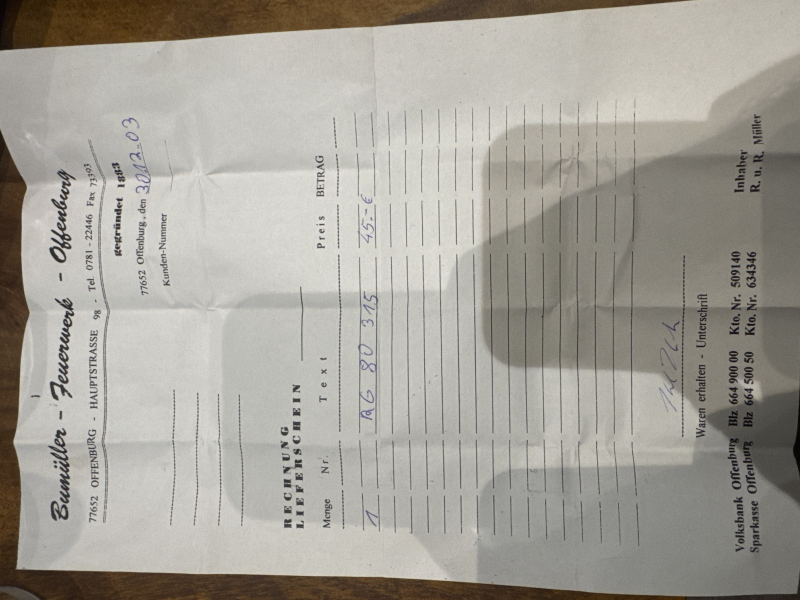 Bumüller - Feuerwerk - Offenburg
77652 OFFENBURG - HAUPTSTRASSE 98 - Tel. 0781 - 22446 Fax 73393
gegründet 1883
77652 Offenburg, den 30.12-03
Kunden-Nummer
RECHNUNG
LIEFERSCHEIN
Menge Nr. Text Preis BETRAG
1 RG 80 315 45.-€
Waren erhalten - Unterschrift
Volksbank Offenburg Blz 664 900 00 Kto. Nr. 509140 Inhaber
Sparkasse Offenburg Blz 664 500 50 Kto. Nr. 634346 R. u. R. Müller